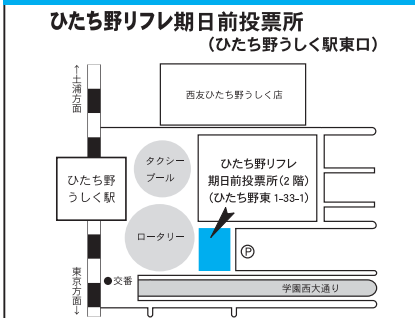 ひたち野リフレ期日前投票所
(ひたち野うしく駅東口)
←土浦方面
西友ひたち野うしく店
タクシー
プール
ひたち野リフレ
期日前投票所(2階)
(ひたち野東1-33-1)
ひたち野
うしく駅
ロータリー
P
東京方面→
●交番
学園西大通り